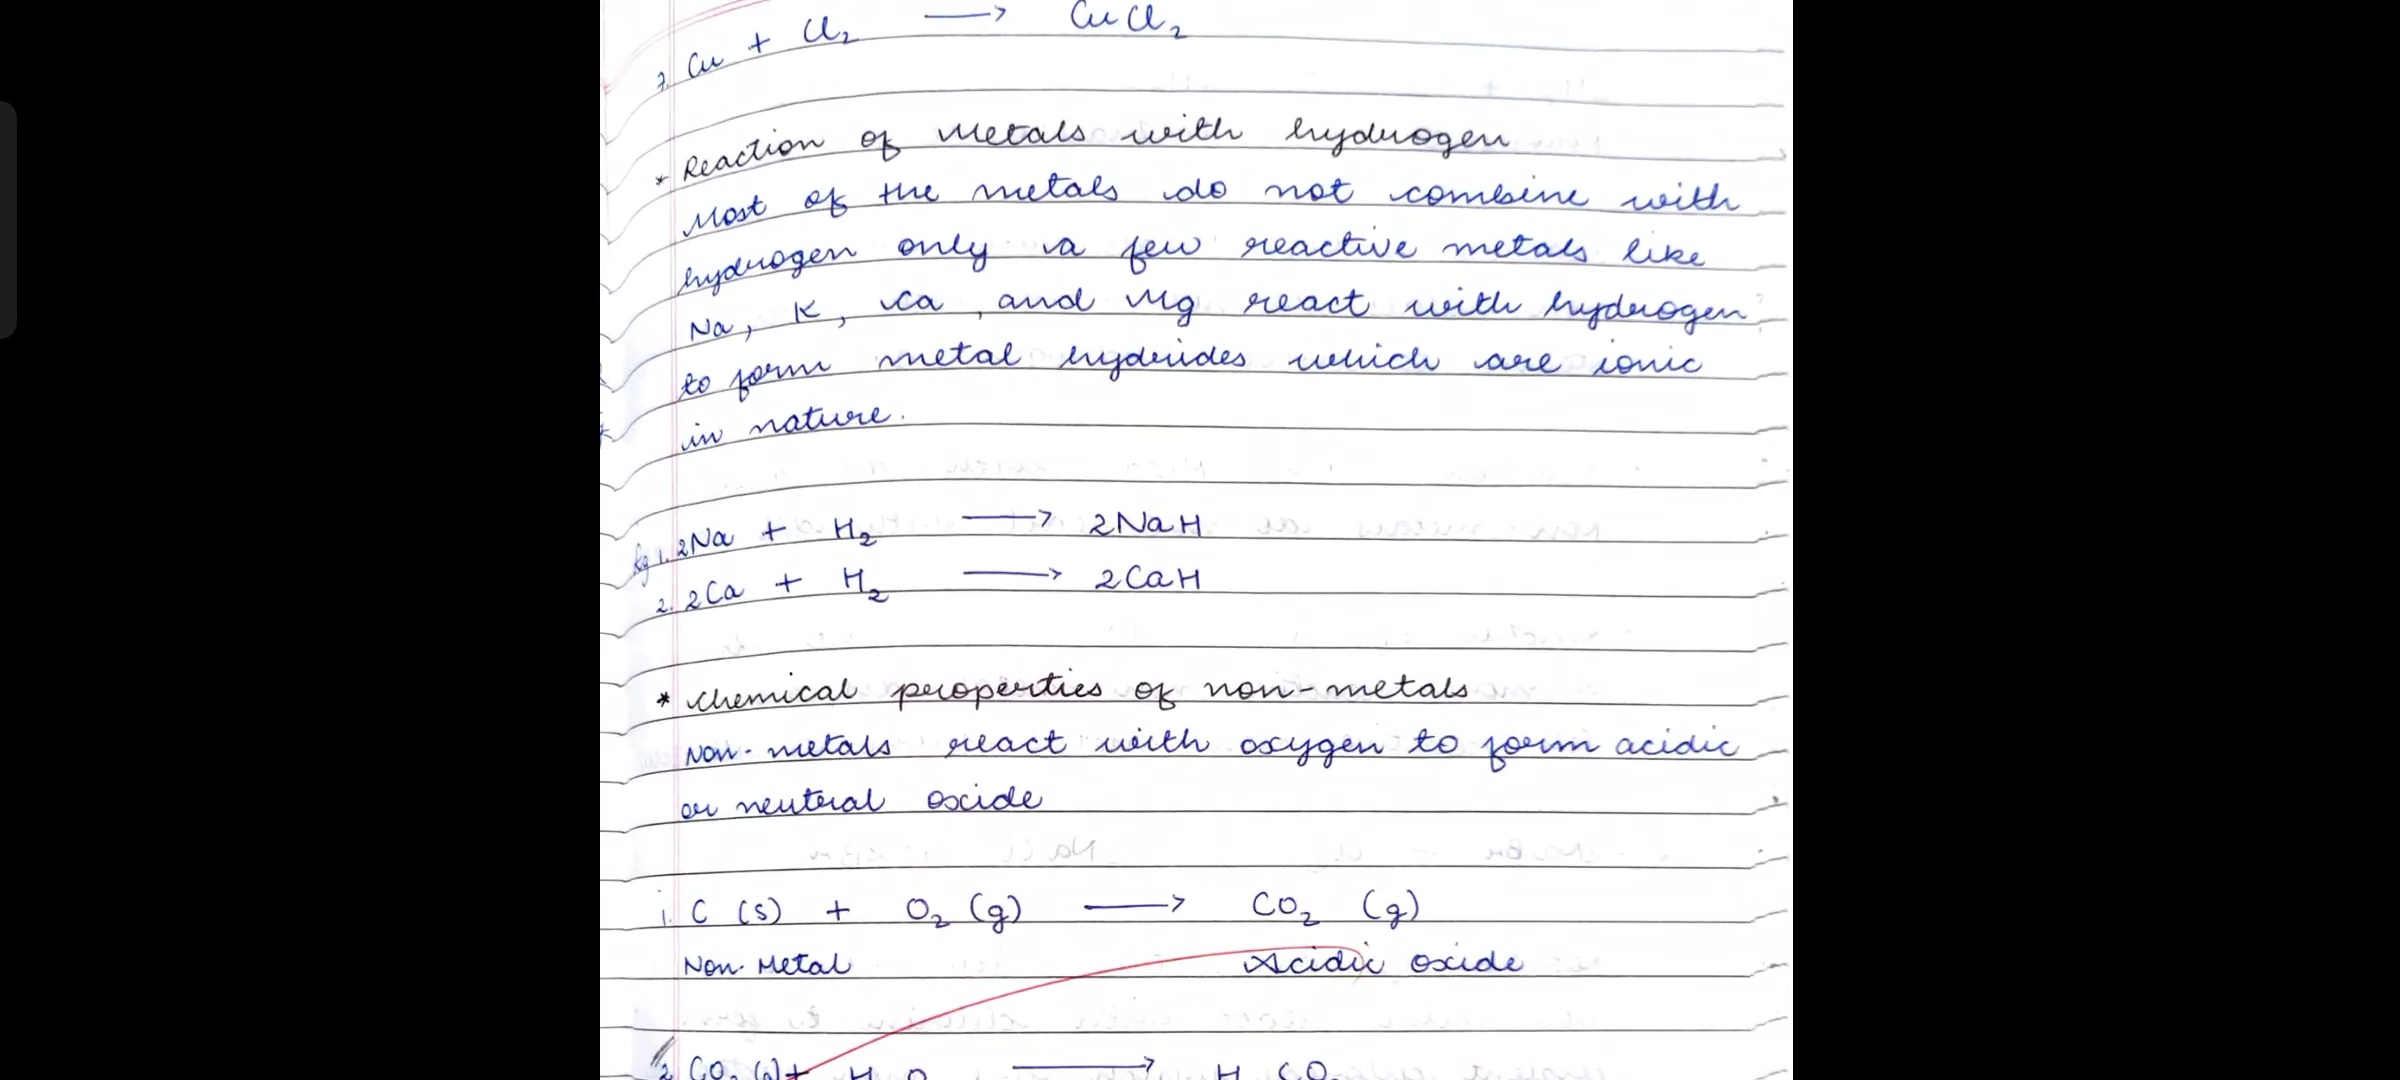 7. Cu + Cl₂ ⟶ CuCl₂
* Reaction of Metals with hydrogen
Most of the metals do not combine with
hydrogen only a few reactive metals like
Na, K, Ca, and Mg react with hydrogen
to form metal hydrides which are ionic
in nature.
Eg 1. 2Na + H₂ ⟶ 2NaH
2. 2Ca + H₂ ⟶ 2CaH
* Chemical properties of non-metals
Non-metals react with oxygen to form acidic
or neutral oxide
1. C (s) + O₂ (g) ⟶ CO₂ (g)
Non-Metal Acidic oxide
2. CO₂ + H O ⟶ H CO